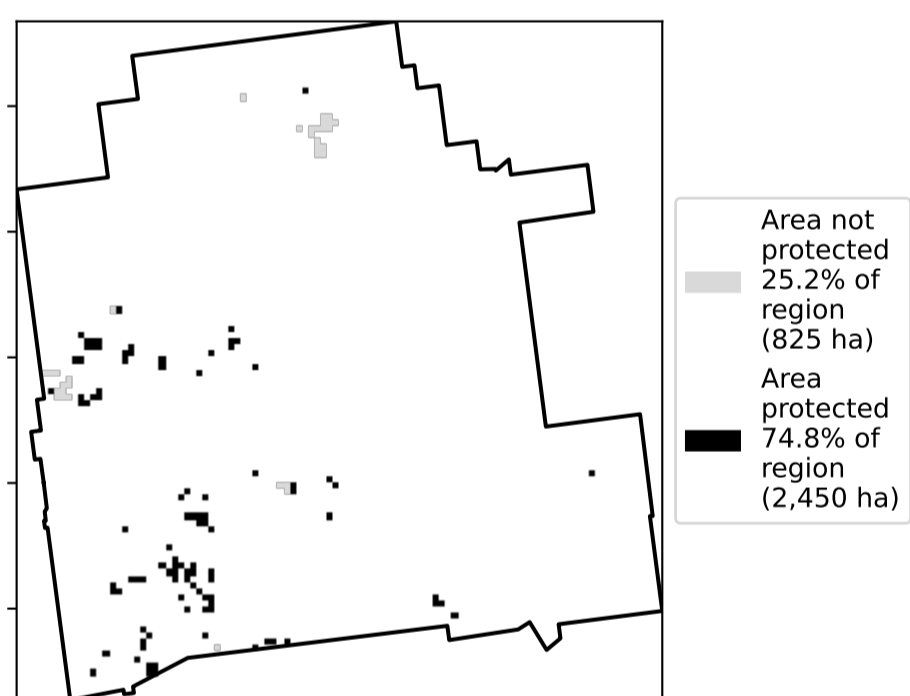 Area not
protected
25.2% of
region
(825 ha)
Area
protected
74.8% of
region
(2,450 ha)